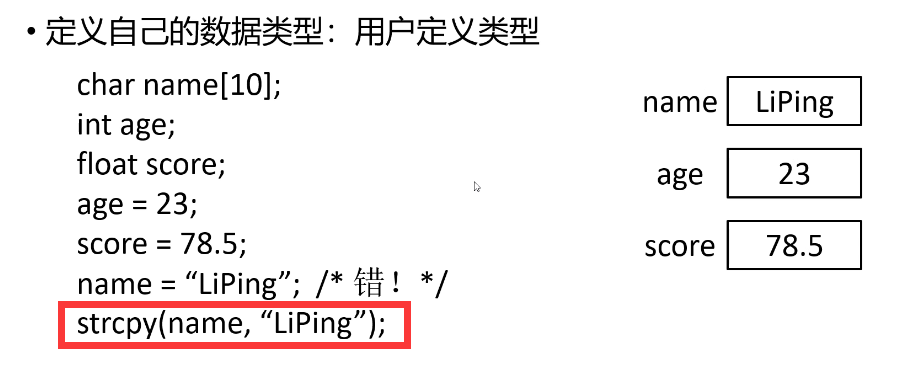 • 定义自己的数据类型：用户定义类型
char name[10];
int age;
float score;
age = 23;
score = 78.5;
name = “LiPing”; /* 错！ */
strcpy(name, “LiPing”);
name LiPing
age 23
score 78.5